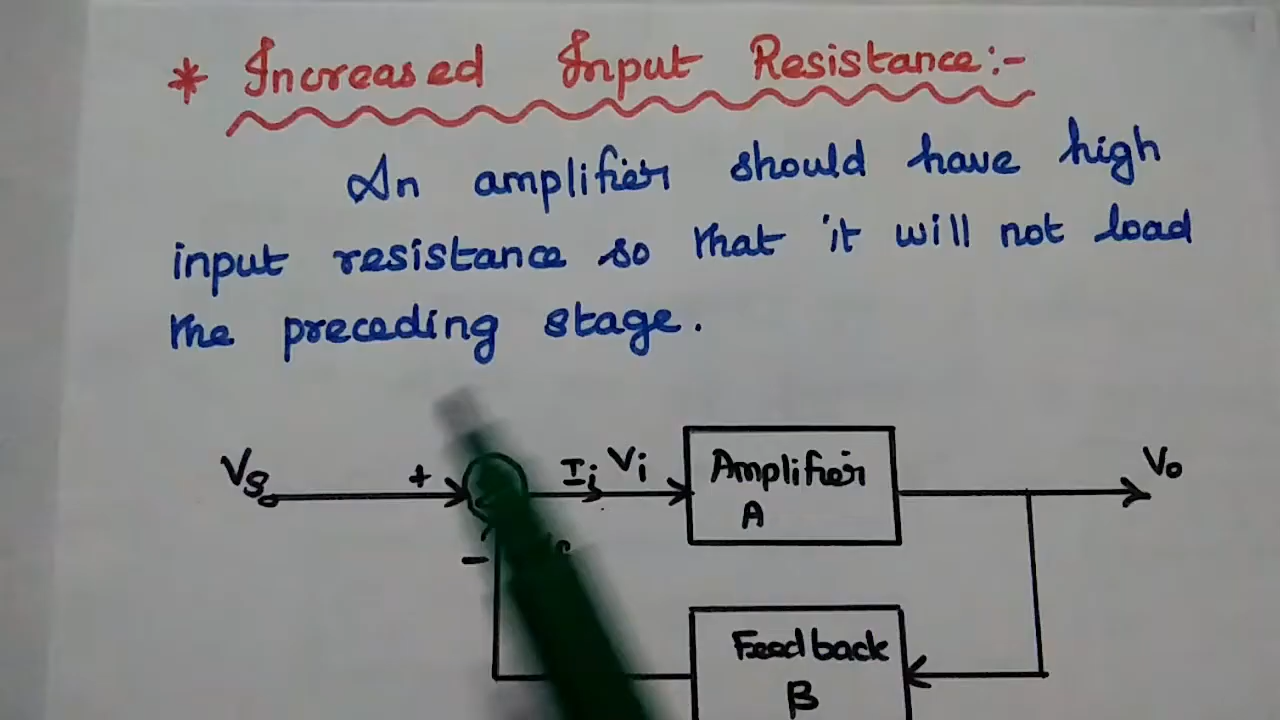 * Increased Input Resistance:-
An amplifier should have high
input resistance so that it will not load
the preceding stage.
Vs + Ii Vi Amplifier A Vo
-
Feedback β